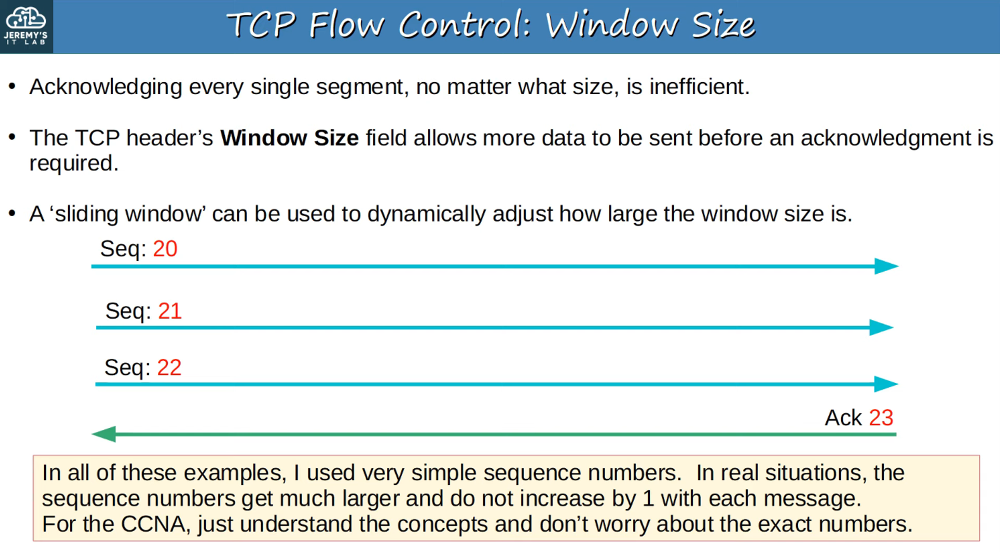 JEREMY'S
IT LAB
TCP Flow Control: Window Size
• Acknowledging every single segment, no matter what size, is inefficient.
• The TCP header’s Window Size field allows more data to be sent before an acknowledgment is
required.
• A ‘sliding window’ can be used to dynamically adjust how large the window size is.
Seq: 20
Seq: 21
Seq: 22
Ack 23
In all of these examples, I used very simple sequence numbers.  In real situations, the
sequence numbers get much larger and do not increase by 1 with each message.
For the CCNA, just understand the concepts and don’t worry about the exact numbers.